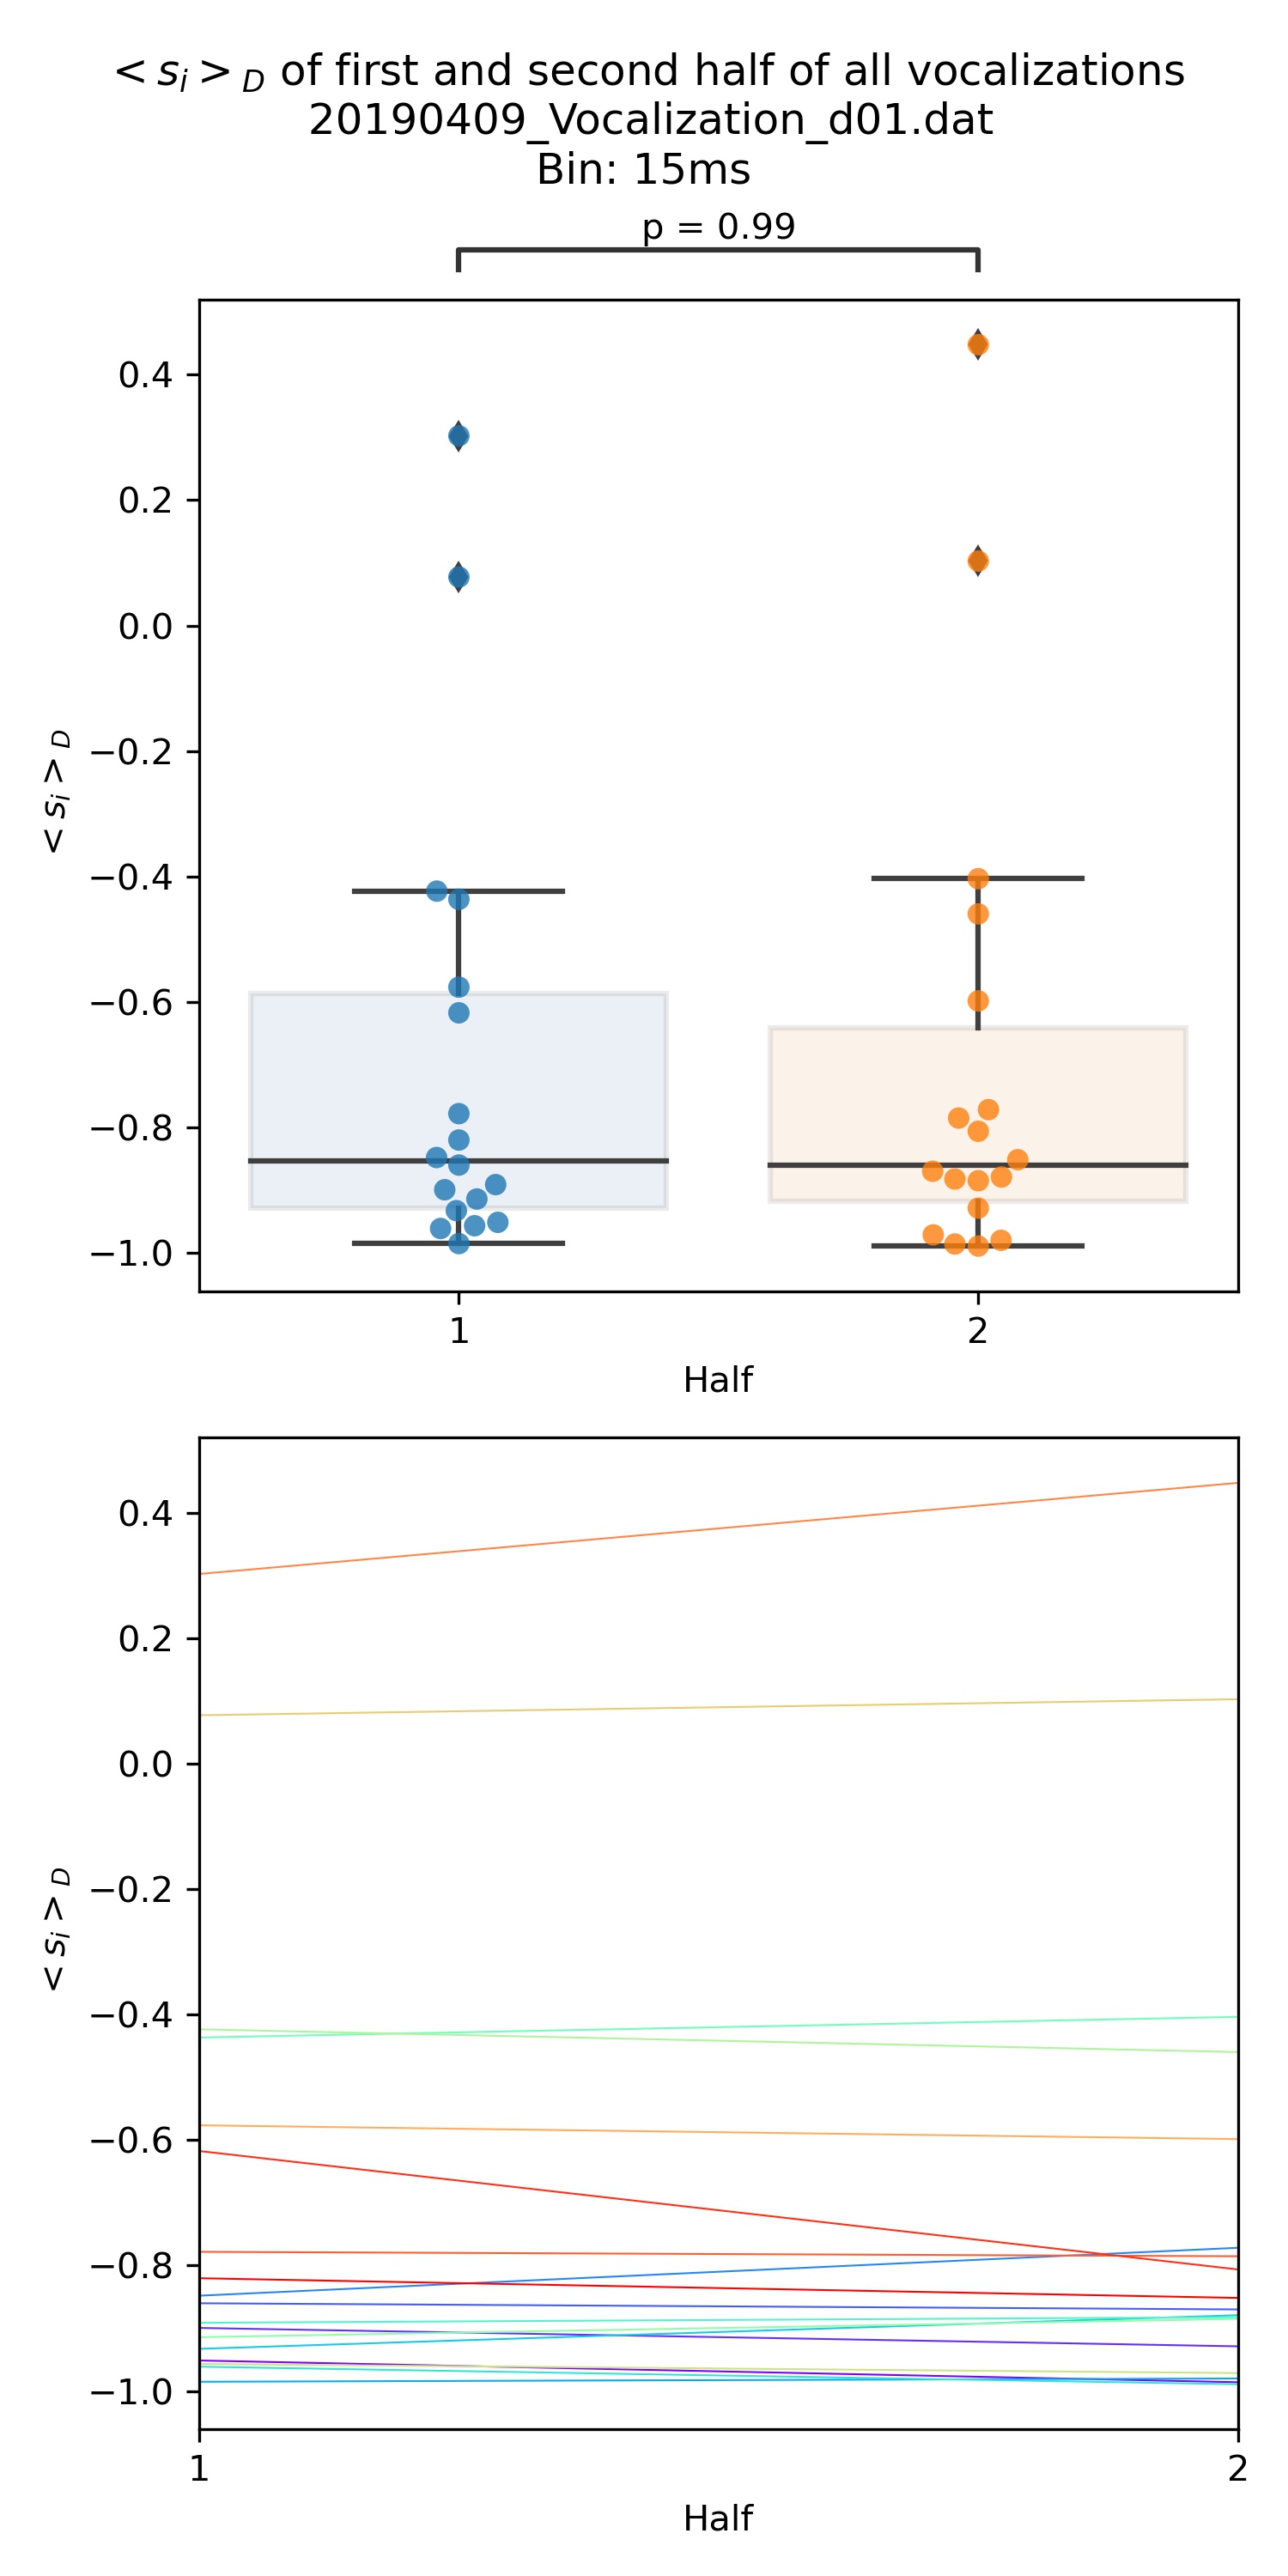 < s_i >_D of first and second half of all vocalizations
20190409_Vocalization_d01.dat
Bin: 15ms
p = 0.99
0.4
0.2
0.0
−0.2
−0.4
−0.6
−0.8
−1.0
< s_i >_D
1
2
Half
0.4
0.2
0.0
−0.2
−0.4
−0.6
−0.8
−1.0
< s_i >_D
1
2
Half